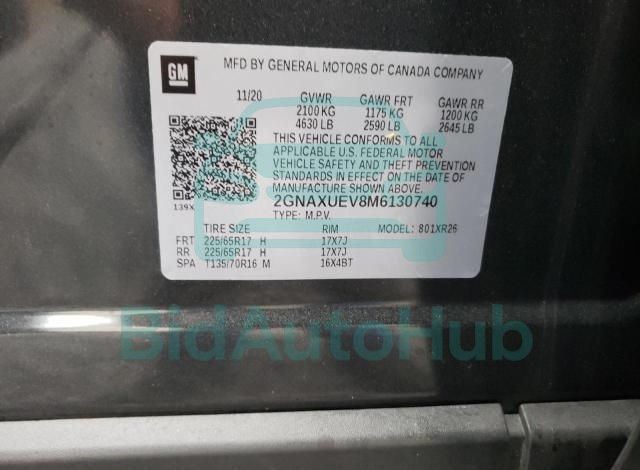 GM
MFD BY GENERAL MOTORS OF CANADA COMPANY
11/20 GVWR GAWR FRT GAWR RR
2100 KG 1175 KG 1200 KG
4630 LB 2590 LB 2645 LB
THIS VEHICLE CONFORMS TO ALL
APPLICABLE U.S. FEDERAL MOTOR
VEHICLE SAFETY AND THEFT PREVENTION
STANDARDS IN EFFECT ON THE DATE OF
MANUFACTURE SHOWN ABOVE.
139X
2GNAXUEV8M6130740
TYPE: M.P.V.
TIRE SIZE RIM MODEL: 801XR26
FRT 225/65R17 H 17X7J
RR 225/65R17 H 17X7J
SPA T135/70R16 M 16X4BT
BidAutoHub